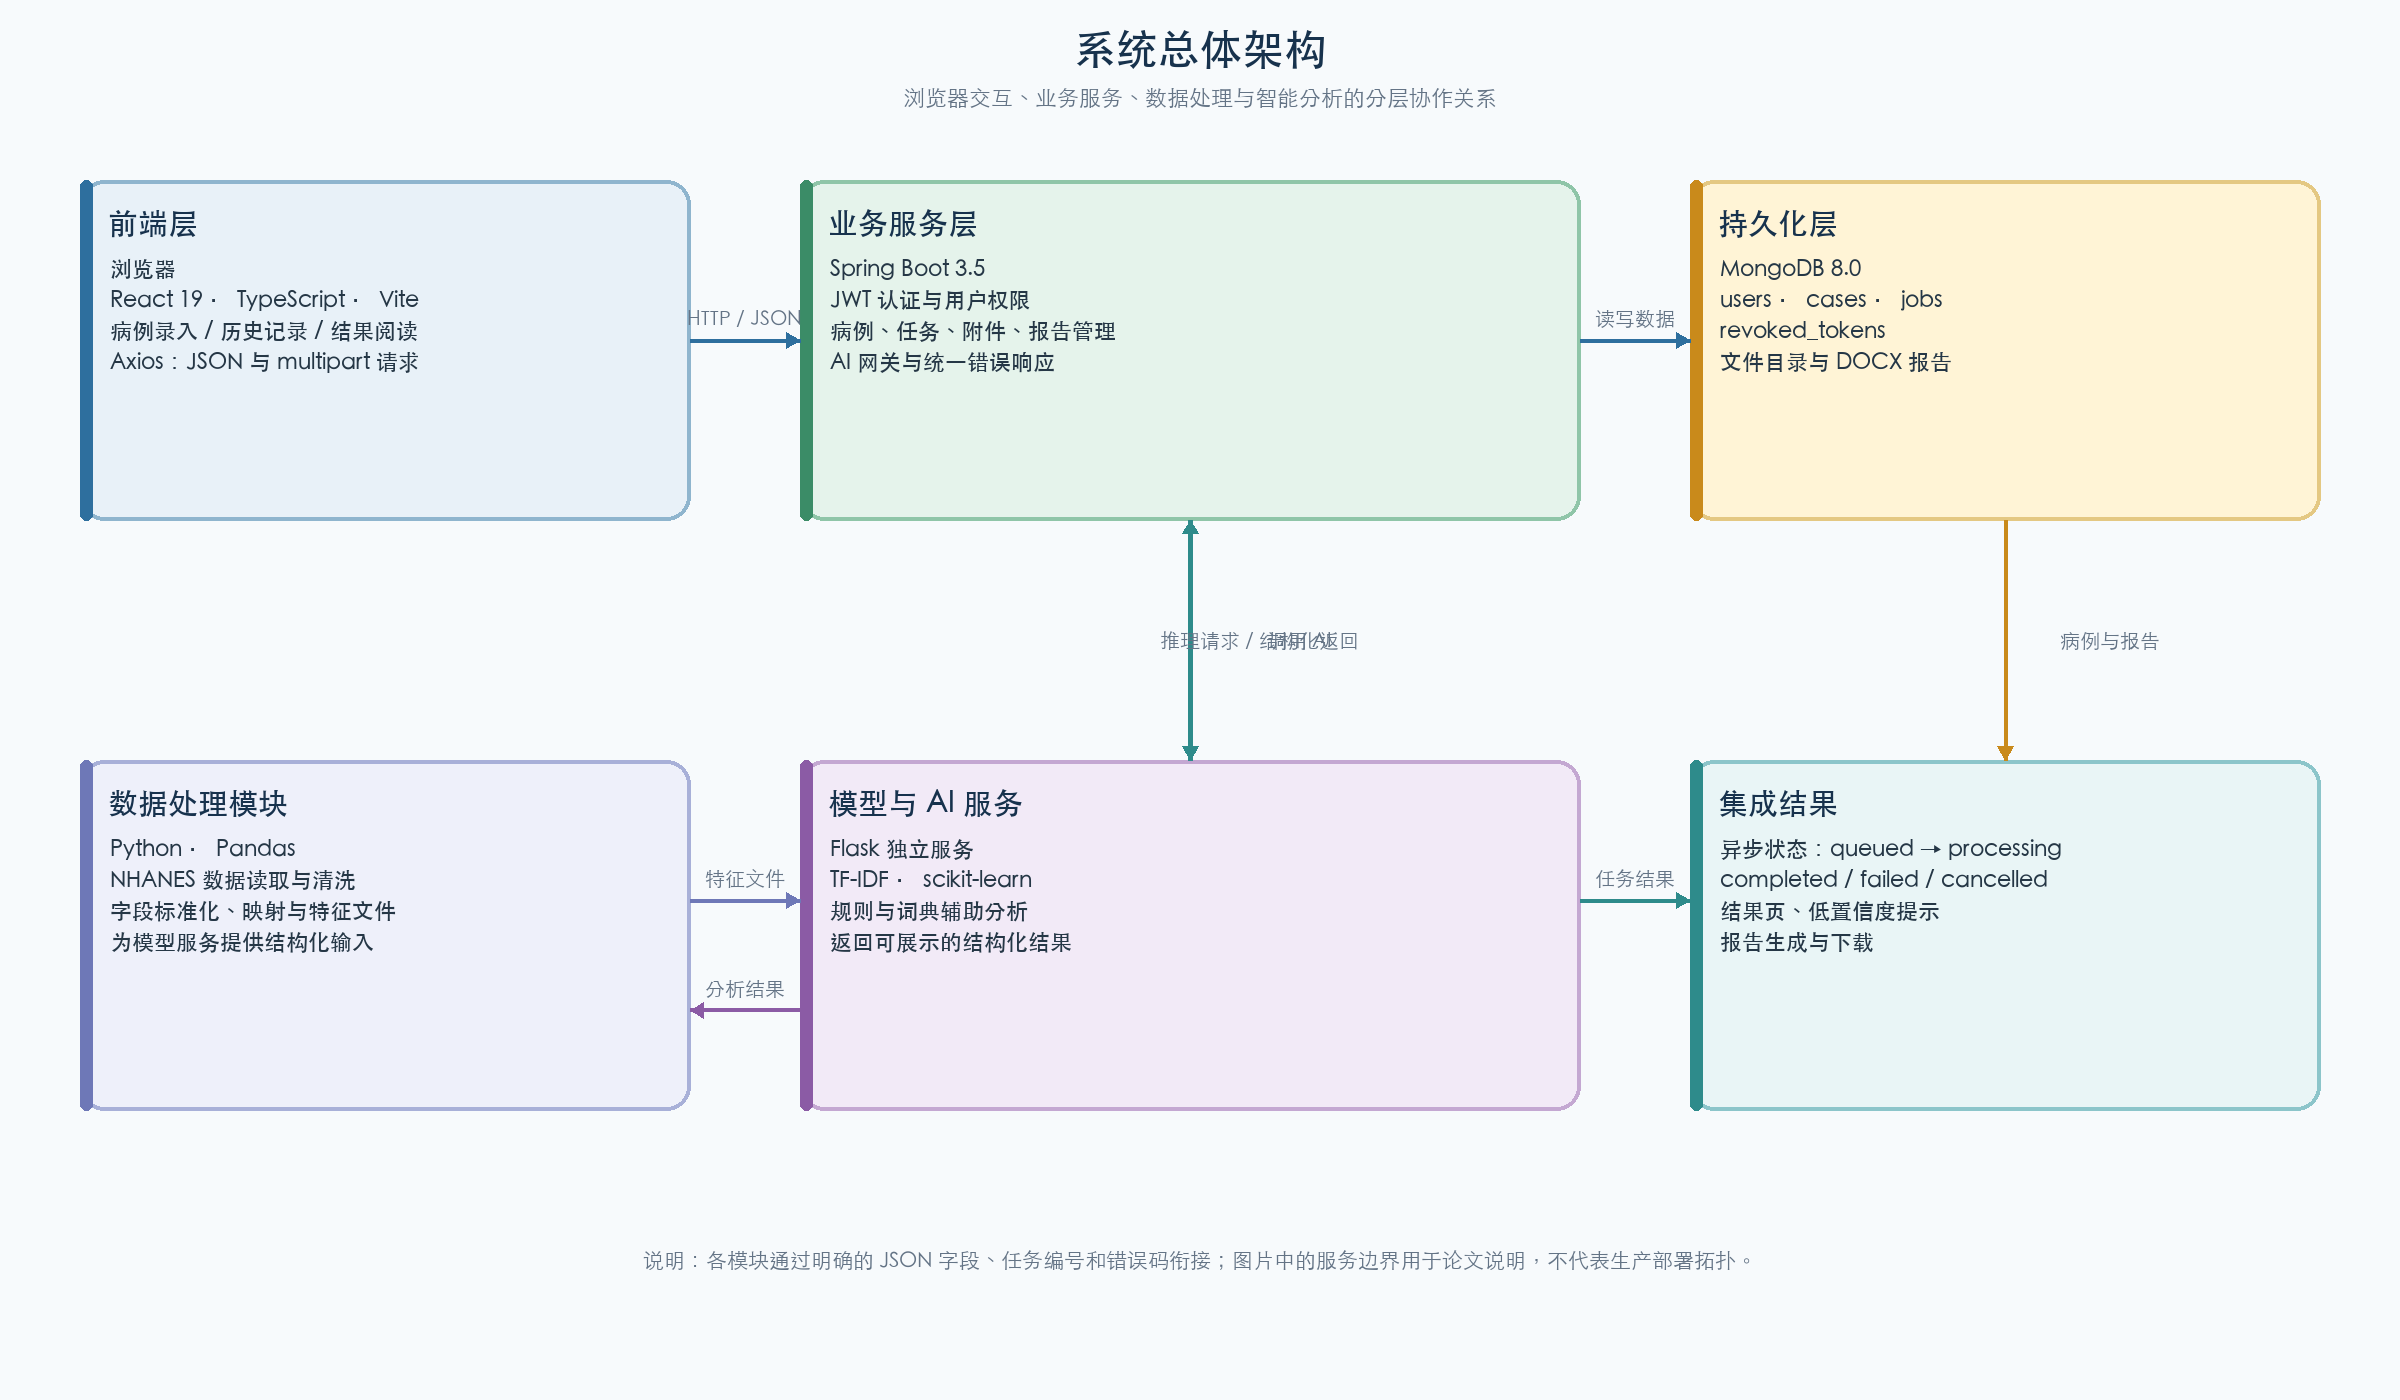 系统总体架构
浏览器交互、业务服务、数据处理与智能分析的分层协作关系
前端层
浏览器
React 19 · TypeScript · Vite
病例录入 / 历史记录 / 结果阅读
Axios：JSON 与 multipart 请求
HTTP / JSON
业务服务层
Spring Boot 3.5
JWT 认证与用户权限
病例、任务、附件、报告管理
AI 网关与统一错误响应
读写数据
持久化层
MongoDB 8.0
users · cases · jobs
revoked_tokens
文件目录与 DOCX 报告
推理请求 / 结构化返回
病例与报告
数据处理模块
Python · Pandas
NHANES 数据读取与清洗
字段标准化、映射与特征文件
为模型服务提供结构化输入
特征文件
分析结果
模型与 AI 服务
Flask 独立服务
TF-IDF · scikit-learn
规则与词典辅助分析
返回可展示的结构化结果
任务结果
集成结果
异步状态：queued → processing
completed / failed / cancelled
结果页、低置信度提示
报告生成与下载
说明：各模块通过明确的 JSON 字段、任务编号和错误码衔接；图片中的服务边界用于论文说明，不代表生产部署拓扑。